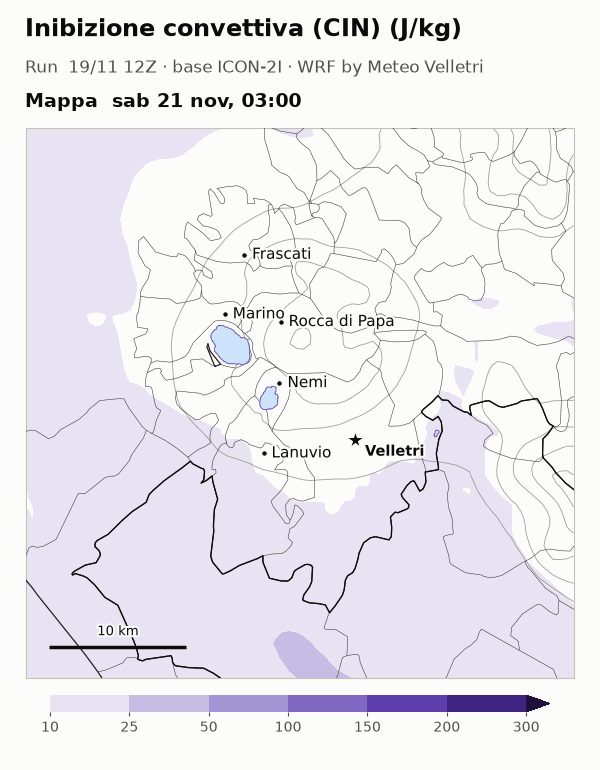 Inibizione convettiva (CIN) (J/kg)
Run 19/11 12Z · base ICON-2I · WRF by Meteo Velletri
Mappa sab 21 nov, 03:00
Frascati
Marino
Rocca di Papa
Nemi
Velletri
Lanuvio
10 km
10 25 50 100 150 200 300